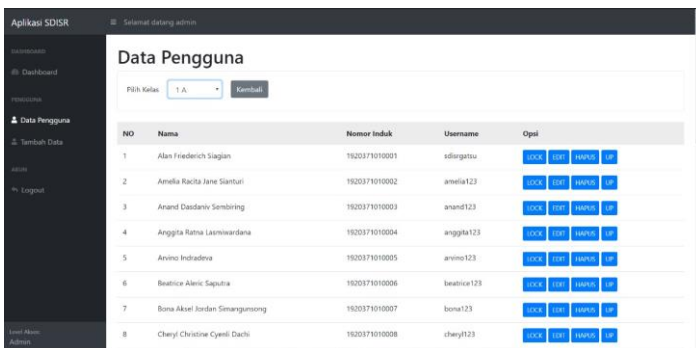 Aplikasi SDISR
Selamat datang admin
DASHBOARD
Dashboard
PENGGUNA
Data Pengguna
Tambah Data
AKUN
Logout
Level Akses:
Admin
Data Pengguna
Pilih Kelas 1 A Kembali
NO Nama Nomor Induk Username Opsi
1 Alan Friederich Siagian 1920371010001 sdisrgatsu LOCK EDIT HAPUS UP
2 Amelia Racita Jane Sianturi 1920371010002 amelia123 LOCK EDIT HAPUS UP
3 Anand Dasdaniv Sembiring 1920371010003 anand123 LOCK EDIT HAPUS UP
4 Anggita Ratna Lasmiwardana 1920371010004 anggita123 LOCK EDIT HAPUS UP
5 Arvino Indradeva 1920371010005 arvino123 LOCK EDIT HAPUS UP
6 Beatrice Aleric Saputra 1920371010006 beatrice123 LOCK EDIT HAPUS UP
7 Bona Aksel Jordan Simangunsong 1920371010007 bona123 LOCK EDIT HAPUS UP
8 Cheryl Christine Cyenli Dachi 1920371010008 cheryl123 LOCK EDIT HAPUS UP